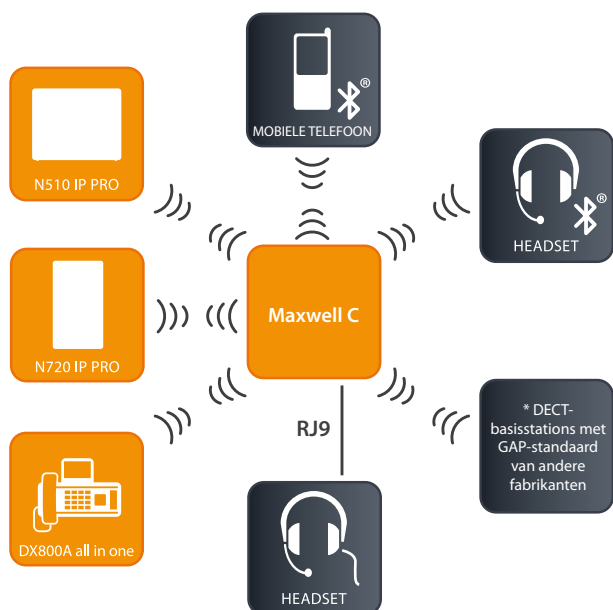 ®
MOBIELE TELEFOON
N510 IP PRO
®
HEADSET
Maxwell C
N720 IP PRO
RJ9
* DECT-
basisstations met
GAP-standaard
van andere
fabrikanten
DX800A all in one
HEADSET